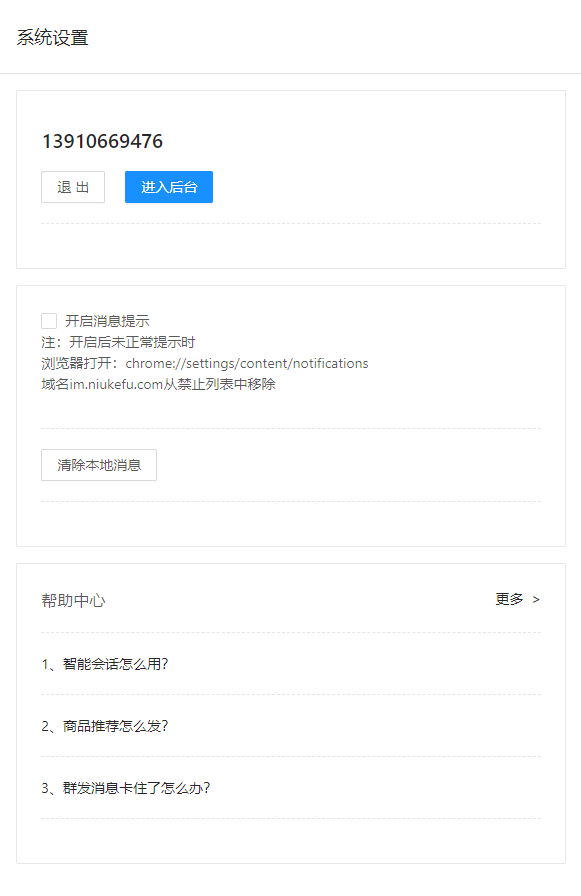 系统设置
13910669476
退 出
进入后台
开启消息提示
注：开启后未正常提示时
浏览器打开：chrome://settings/content/notifications
域名im.niukefu.com从禁止列表中移除
清除本地消息
帮助中心
更多 >
1、智能会话怎么用?
2、商品推荐怎么发?
3、群发消息卡住了怎么办?